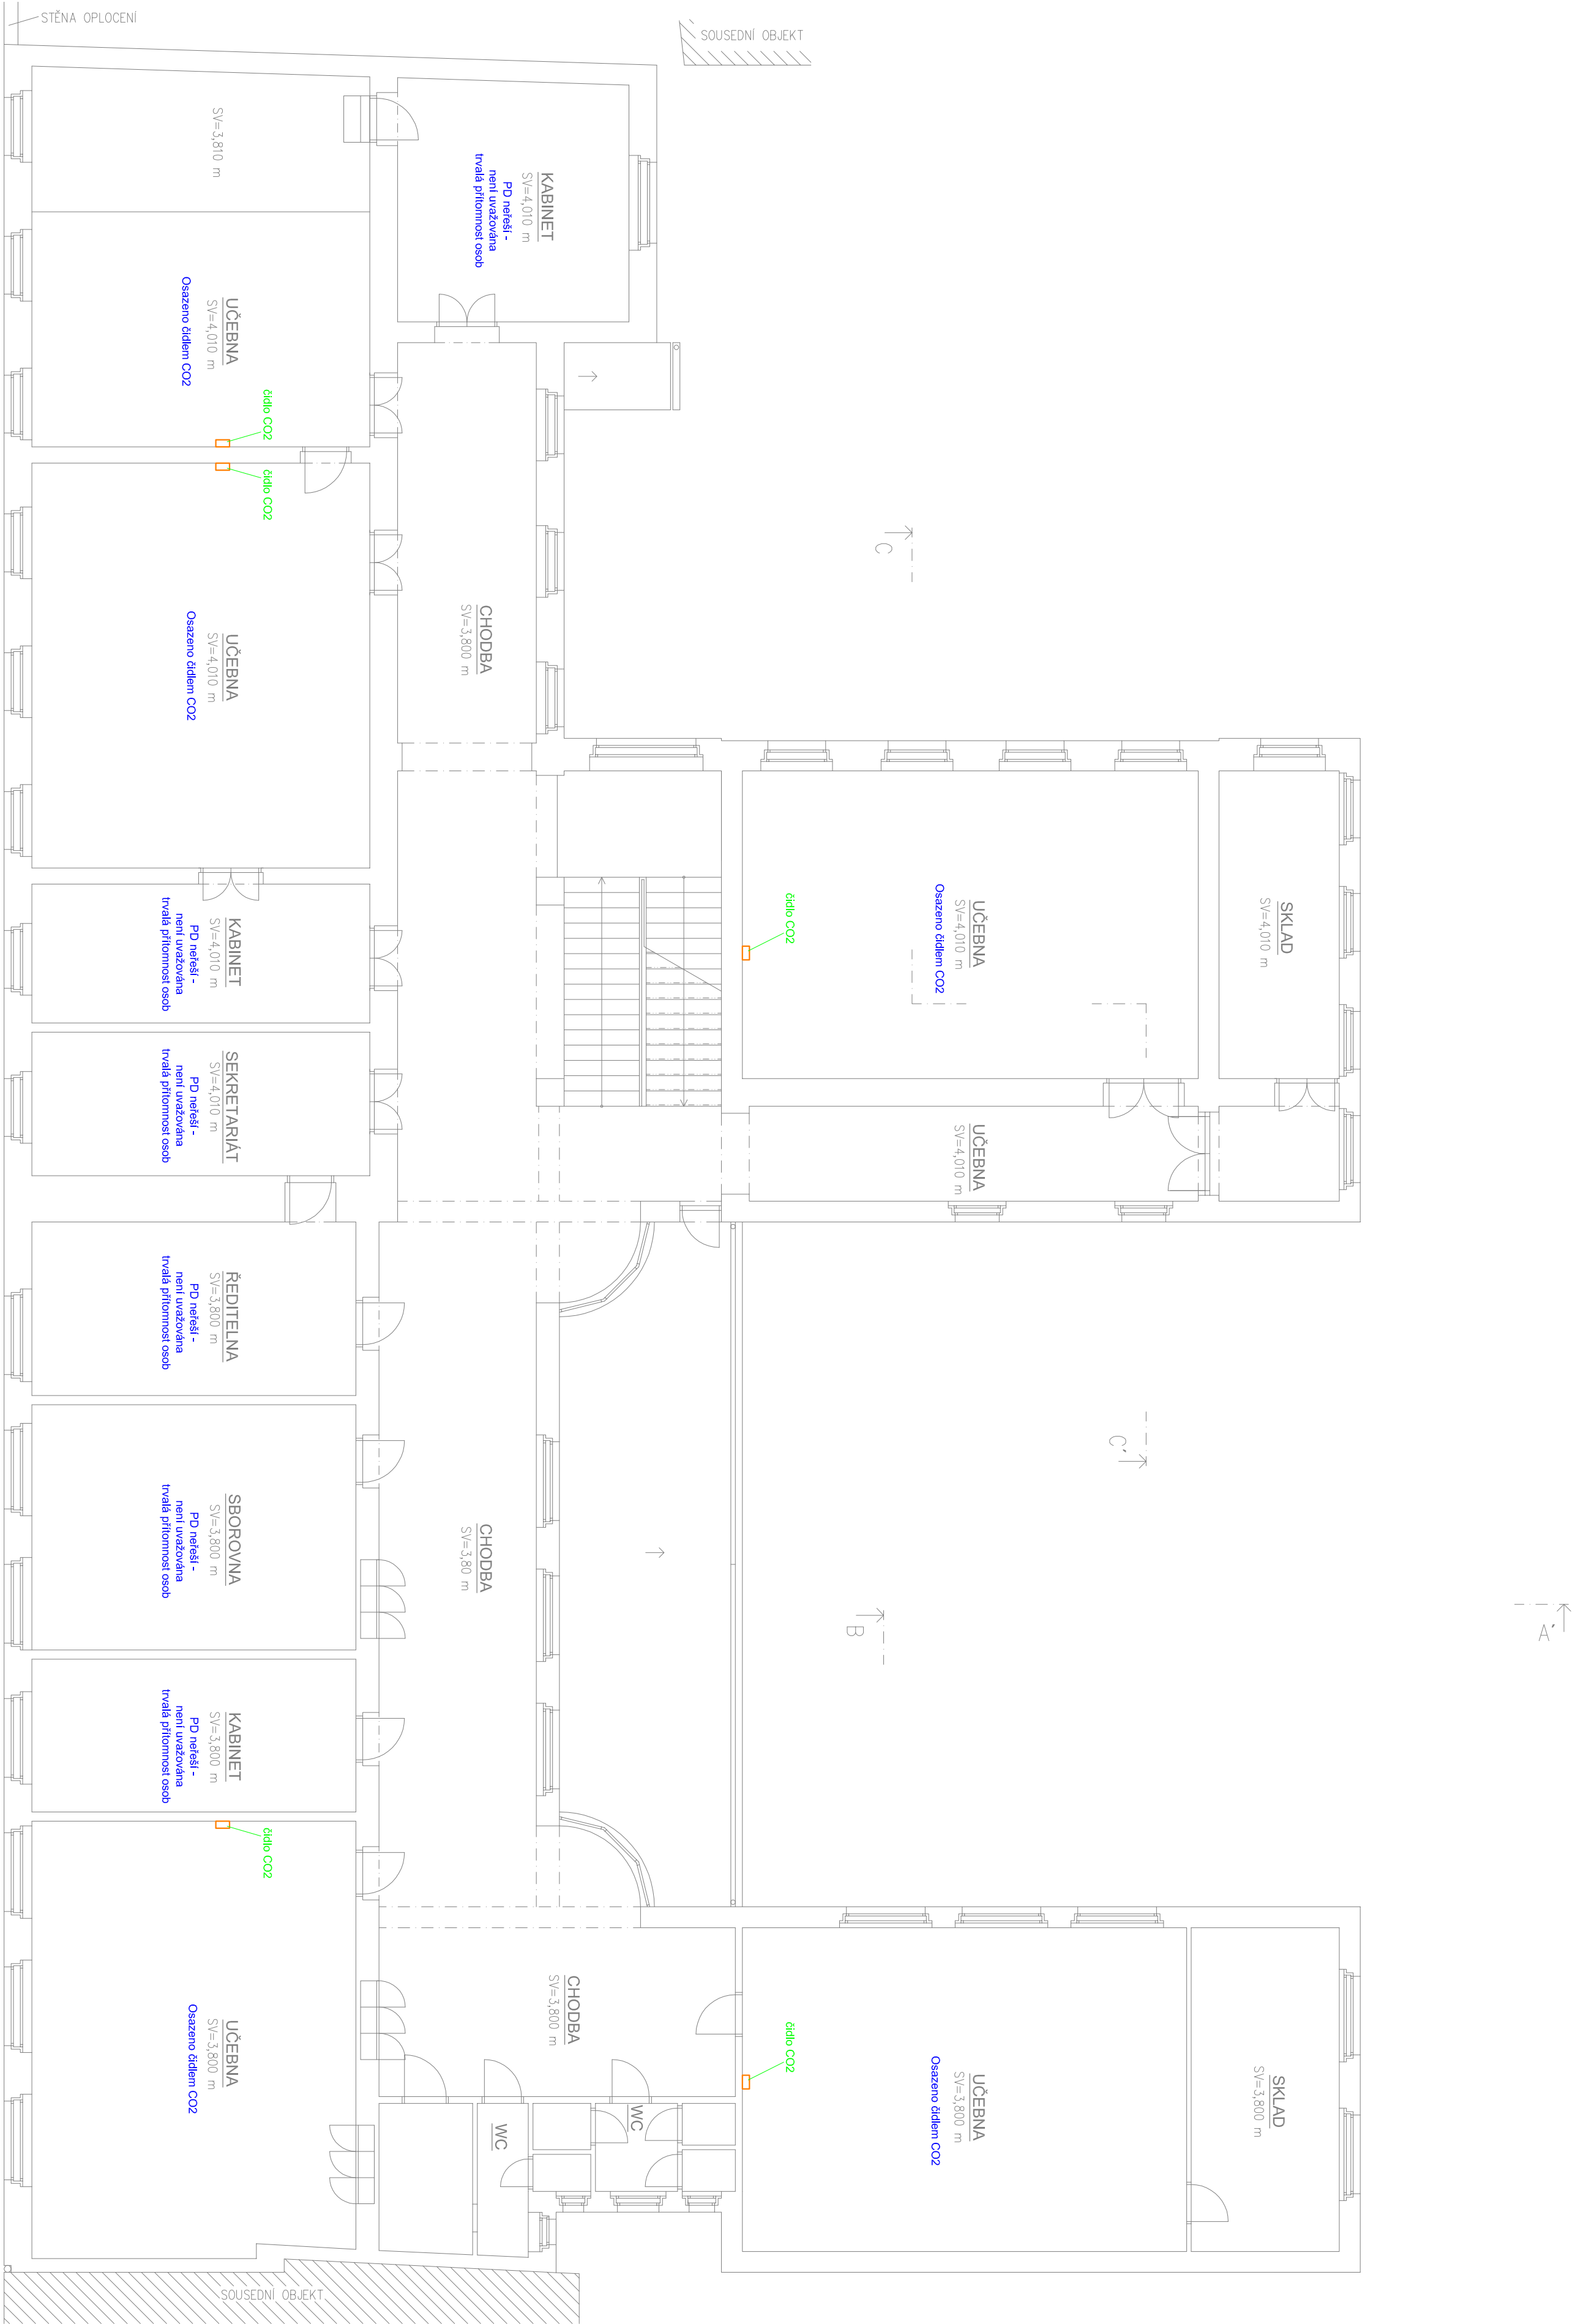 STĚNA OPLOCENÍ
SOUSEDNÍ OBJEKT
SV=3,810 m
KABINET
SV=4,010 m
PD neřeší -
není uvažována
trvalá přítomnost osob
UČEBNA
SV=4,010 m
Osazeno čidlem CO2
čidlo CO2
čidlo CO2
UČEBNA
SV=4,010 m
Osazeno čidlem CO2
CHODBA
SV=3,800 m
C
KABINET
SV=4,010 m
PD neřeší -
není uvažována
trvalá přítomnost osob
čidlo CO2
UČEBNA
SV=4,010 m
Osazeno čidlem CO2
SKLAD
SV=4,010 m
SEKRETARIÁT
SV=4,010 m
PD neřeší -
není uvažována
trvalá přítomnost osob
UČEBNA
SV=4,010 m
ŘEDITELNA
SV=3,800 m
PD neřeší -
není uvažována
trvalá přítomnost osob
C'
SBOROVNA
SV=3,800 m
PD neřeší -
není uvažována
trvalá přítomnost osob
CHODBA
SV=3,80 m
B
A'
KABINET
SV=3,800 m
PD neřeší -
není uvažována
trvalá přítomnost osob
čidlo CO2
UČEBNA
SV=3,800 m
Osazeno čidlem CO2
CHODBA
SV=3,800 m
čidlo CO2
UČEBNA
SV=3,800 m
Osazeno čidlem CO2
SKLAD
SV=3,800 m
WC
WC
SOUSEDNÍ OBJEKT